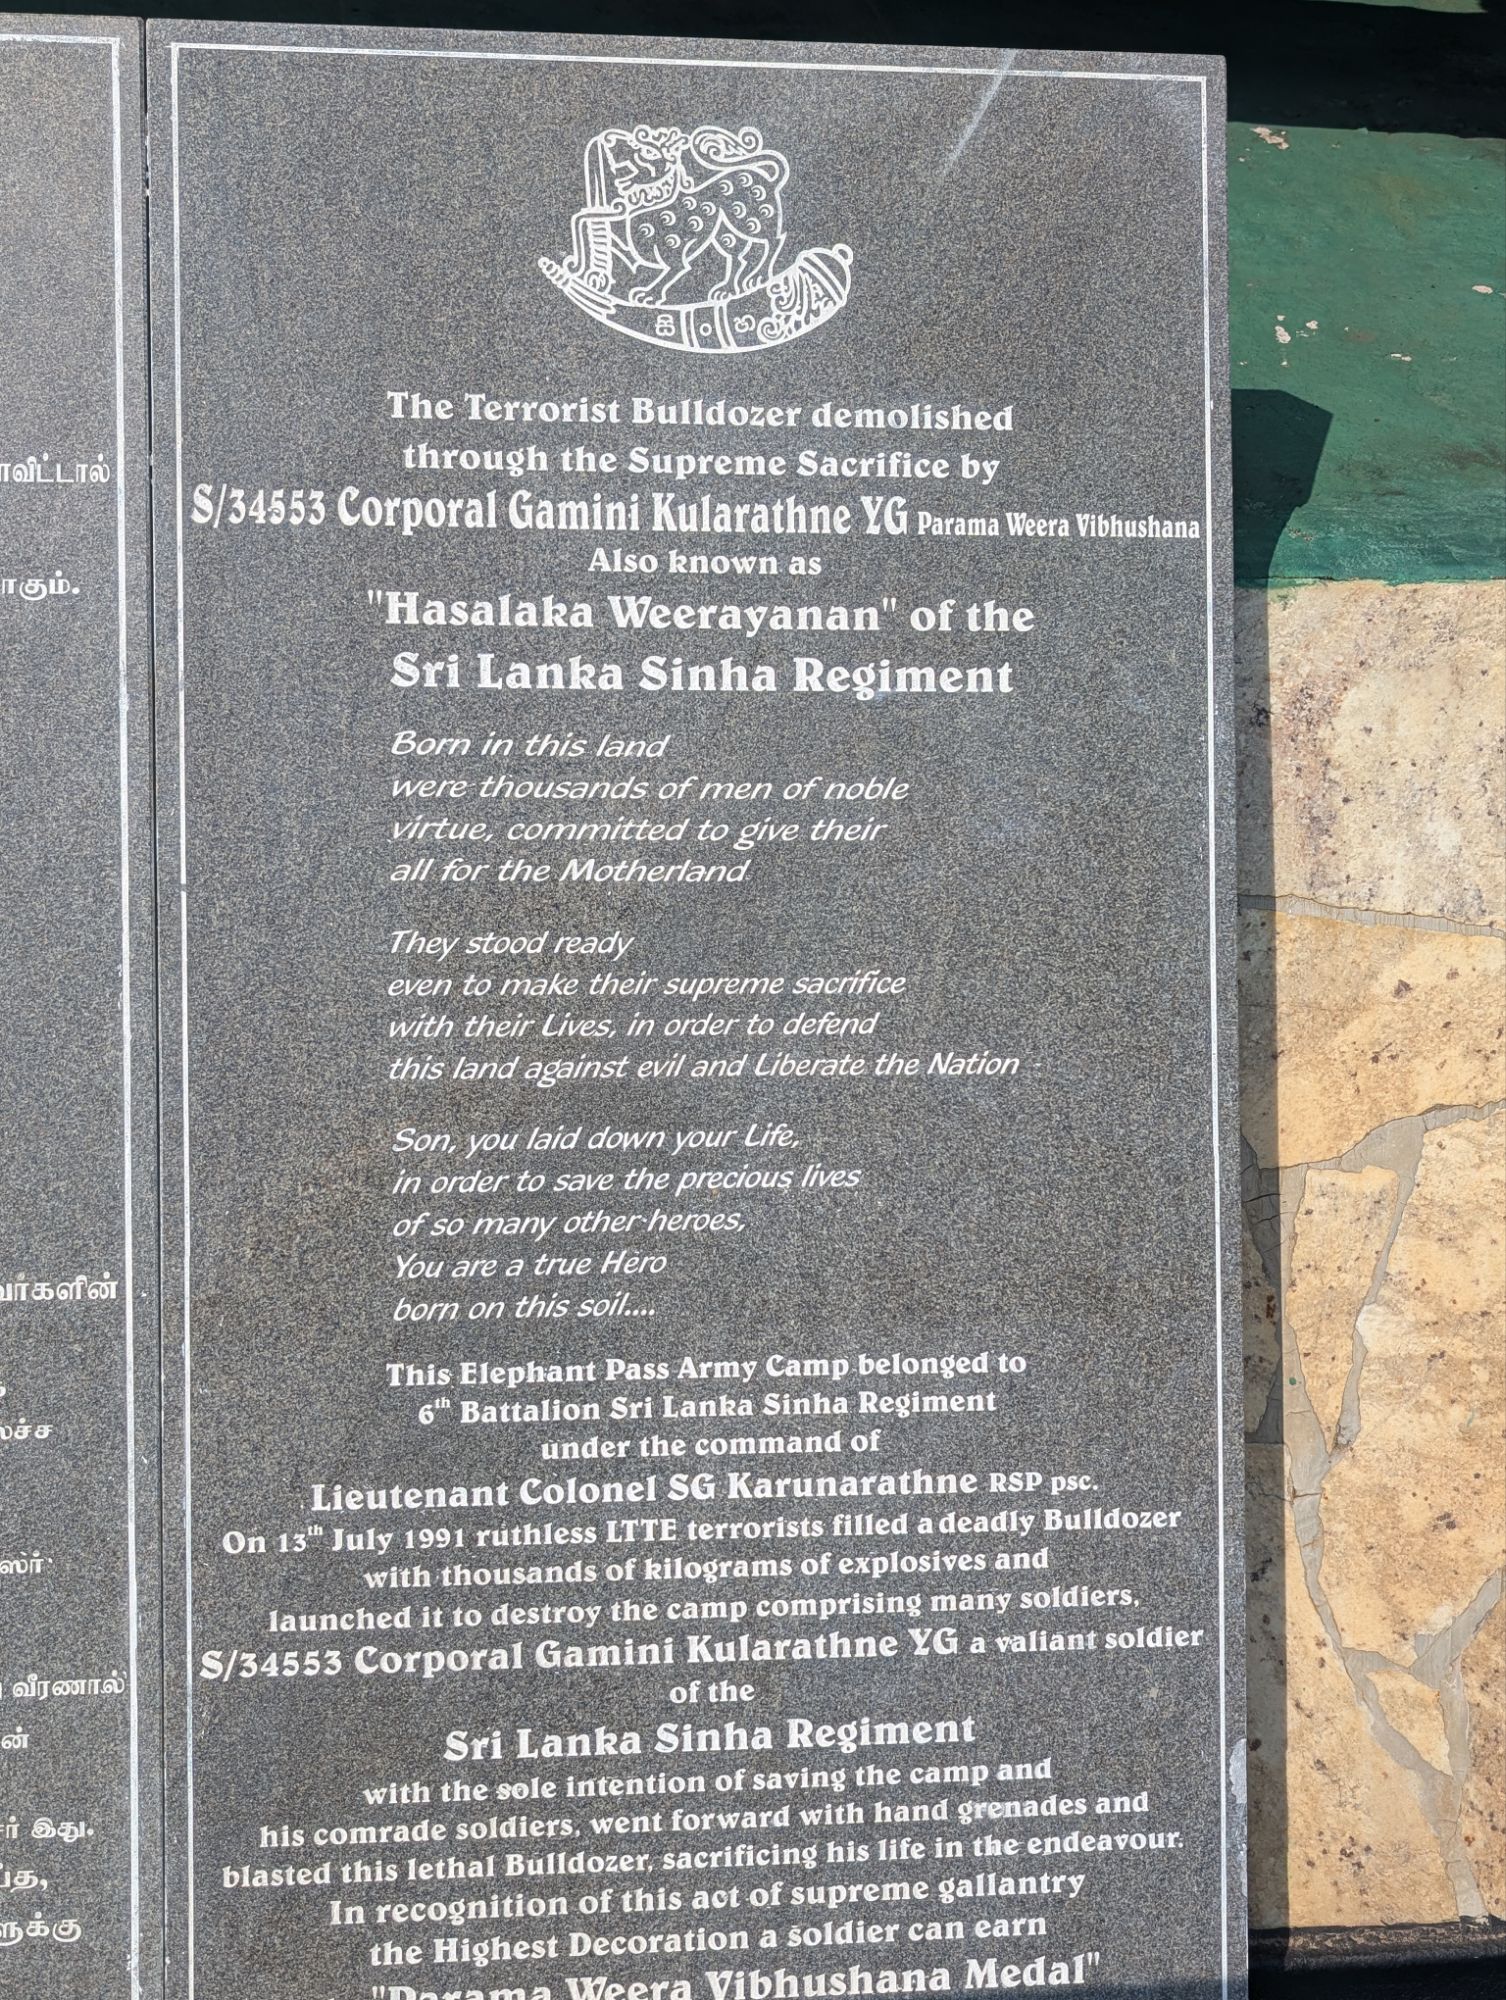 ாவிட்டால்
ாகும்.
வர்களின்
லச்ச
ஸர்
வீரணால்
ன்
ர் இது.
த,
ளுக்கு
සිංහ
The Terrorist Bulldozer demolished
through the Supreme Sacrifice by
S/34553 Corporal Gamini Kularathne YG Parama Weera Vibhushana
Also known as
"Hasalaka Weerayanan" of the
Sri Lanka Sinha Regiment
Born in this land
were thousands of men of noble
virtue, committed to give their
all for the Motherland
They stood ready
even to make their supreme sacrifice
with their Lives, in order to defend
this land against evil and Liberate the Nation
Son, you laid down your Life,
in order to save the precious lives
of so many other heroes,
You are a true Hero
born on this soil....
This Elephant Pass Army Camp belonged to
6th Battalion Sri Lanka Sinha Regiment
under the command of
Lieutenant Colonel SG Karunarathne RSP psc.
On 13th July 1991 ruthless LTTE terrorists filled a deadly Bulldozer
with thousands of kilograms of explosives and
launched it to destroy the camp comprising many soldiers,
S/34553 Corporal Gamini Kularathne YG a valiant soldier
of the
Sri Lanka Sinha Regiment
with the sole intention of saving the camp and
his comrade soldiers, went forward with hand grenades and
blasted this lethal Bulldozer, sacrificing his life in the endeavour.
In recognition of this act of supreme gallantry
the Highest Decoration a soldier can earn
"Parama Weera Vibhushana Medal"